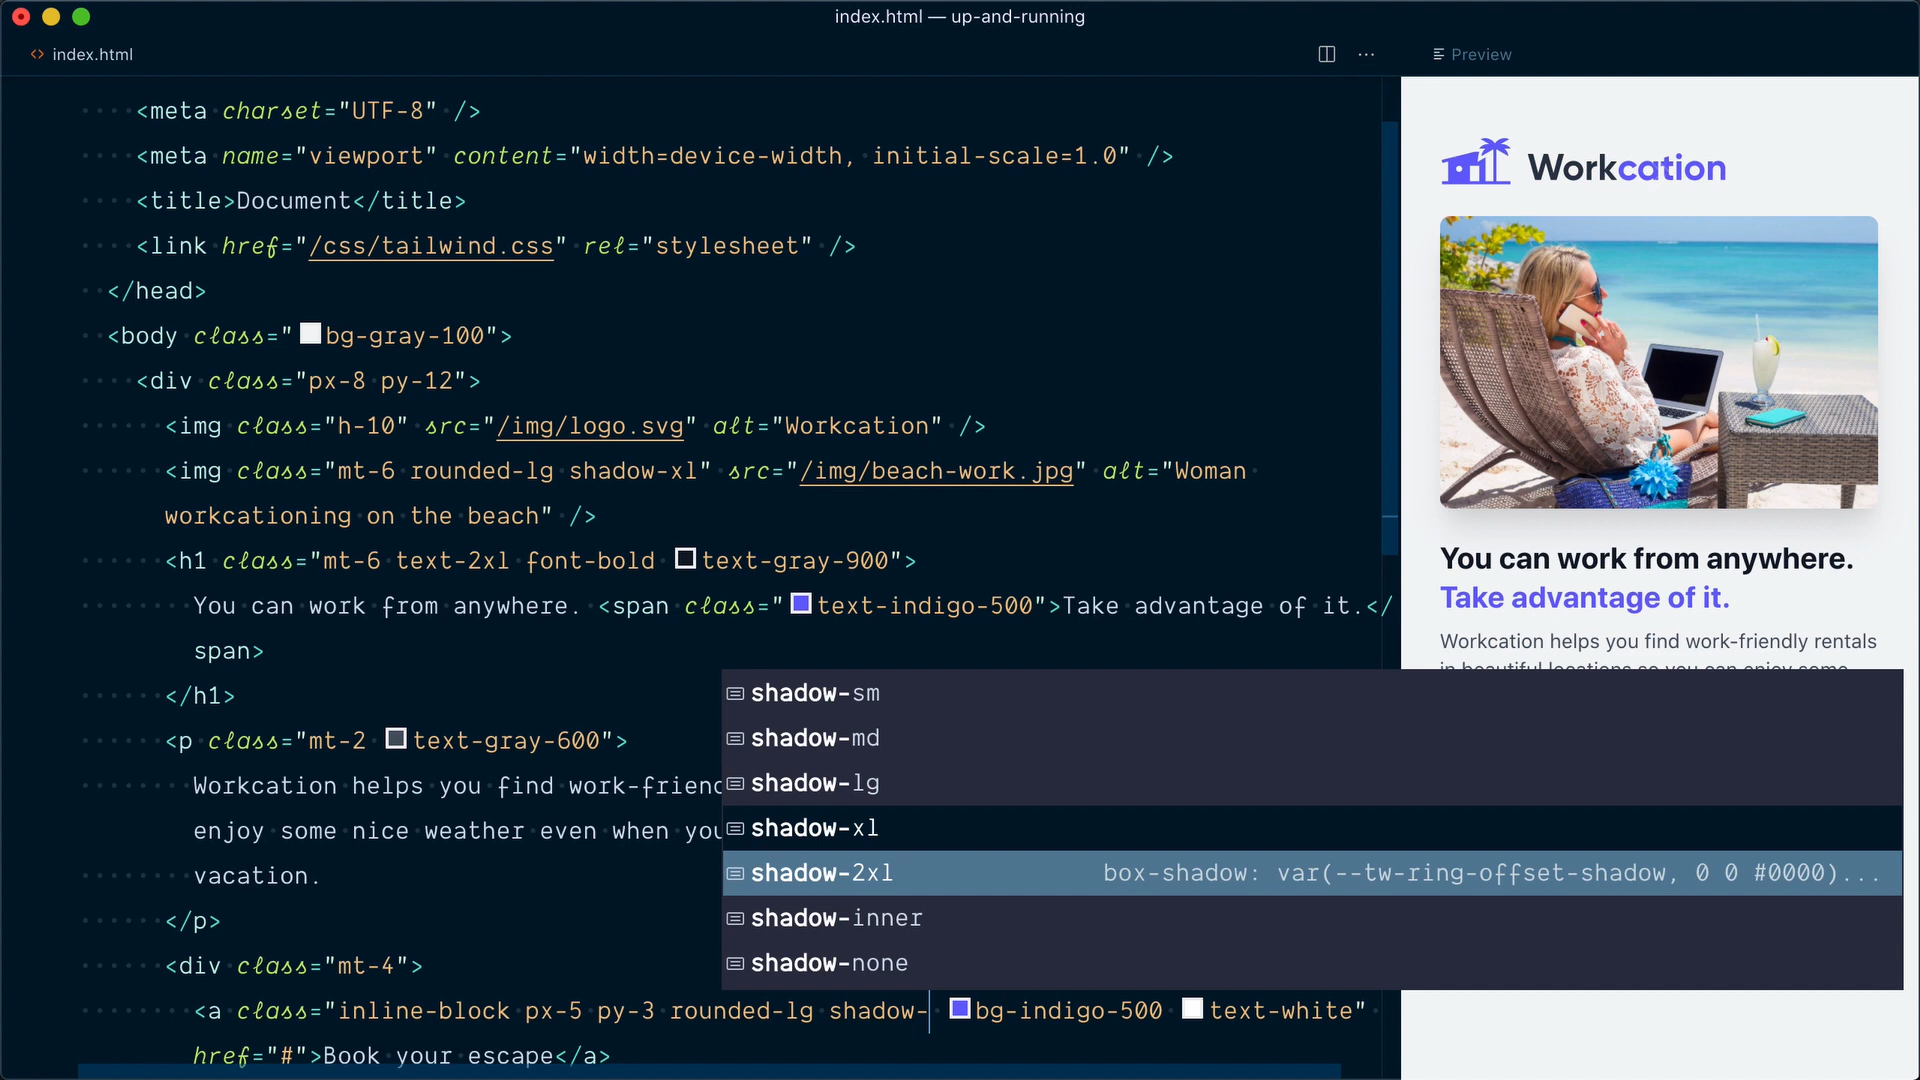 index.html — up-and-running
index.html
Preview
<meta charset="UTF-8" />
<meta name="viewport" content="width=device-width, initial-scale=1.0" />
<title>Document</title>
<link href="/css/tailwind.css" rel="stylesheet" />
</head>
<body class="bg-gray-100">
<div class="px-8 py-12">
<img class="h-10" src="/img/logo.svg" alt="Workcation" />
<img class="mt-6 rounded-lg shadow-xl" src="/img/beach-work.jpg" alt="Woman
workcationing on the beach" />
<h1 class="mt-6 text-2xl font-bold text-gray-900">
You can work from anywhere. <span class="text-indigo-500">Take advantage of it.</
span>
</h1>
<p class="mt-2 text-gray-600">
Workcation helps you find work-friend
enjoy some nice weather even when you
vacation.
</p>
<div class="mt-4">
<a class="inline-block px-5 py-3 rounded-lg shadow- bg-indigo-500 text-white"
href="#">Book your escape</a>
shadow-sm
shadow-md
shadow-lg
shadow-xl
shadow-2xl box-shadow: var(--tw-ring-offset-shadow, 0 0 #0000)...
shadow-inner
shadow-none
Workcation
You can work from anywhere.
Take advantage of it.
Workcation helps you find work-friendly rentals
in beautiful locations so you can enjoy some